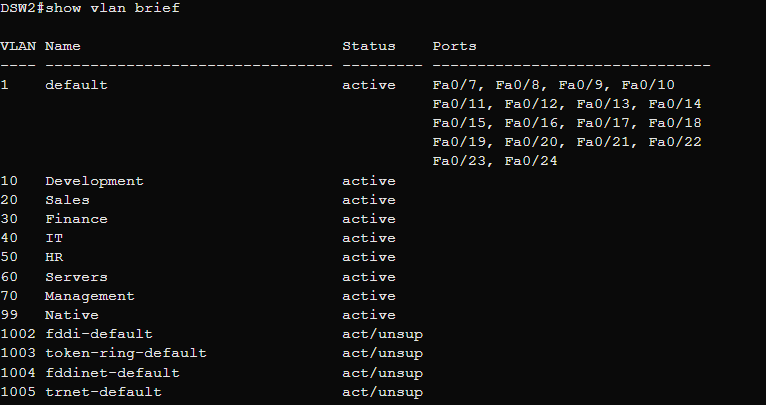 DSW2#show vlan brief
VLAN Name                             Status    Ports
---- -------------------------------- --------- -------------------------------
1    default                          active    Fa0/7, Fa0/8, Fa0/9, Fa0/10
                                                Fa0/11, Fa0/12, Fa0/13, Fa0/14
                                                Fa0/15, Fa0/16, Fa0/17, Fa0/18
                                                Fa0/19, Fa0/20, Fa0/21, Fa0/22
                                                Fa0/23, Fa0/24
10   Development                      active
20   Sales                            active
30   Finance                          active
40   IT                               active
50   HR                               active
60   Servers                          active
70   Management                       active
99   Native                           active
1002 fddi-default                     act/unsup
1003 token-ring-default               act/unsup
1004 fddinet-default                  act/unsup
1005 trnet-default                    act/unsup